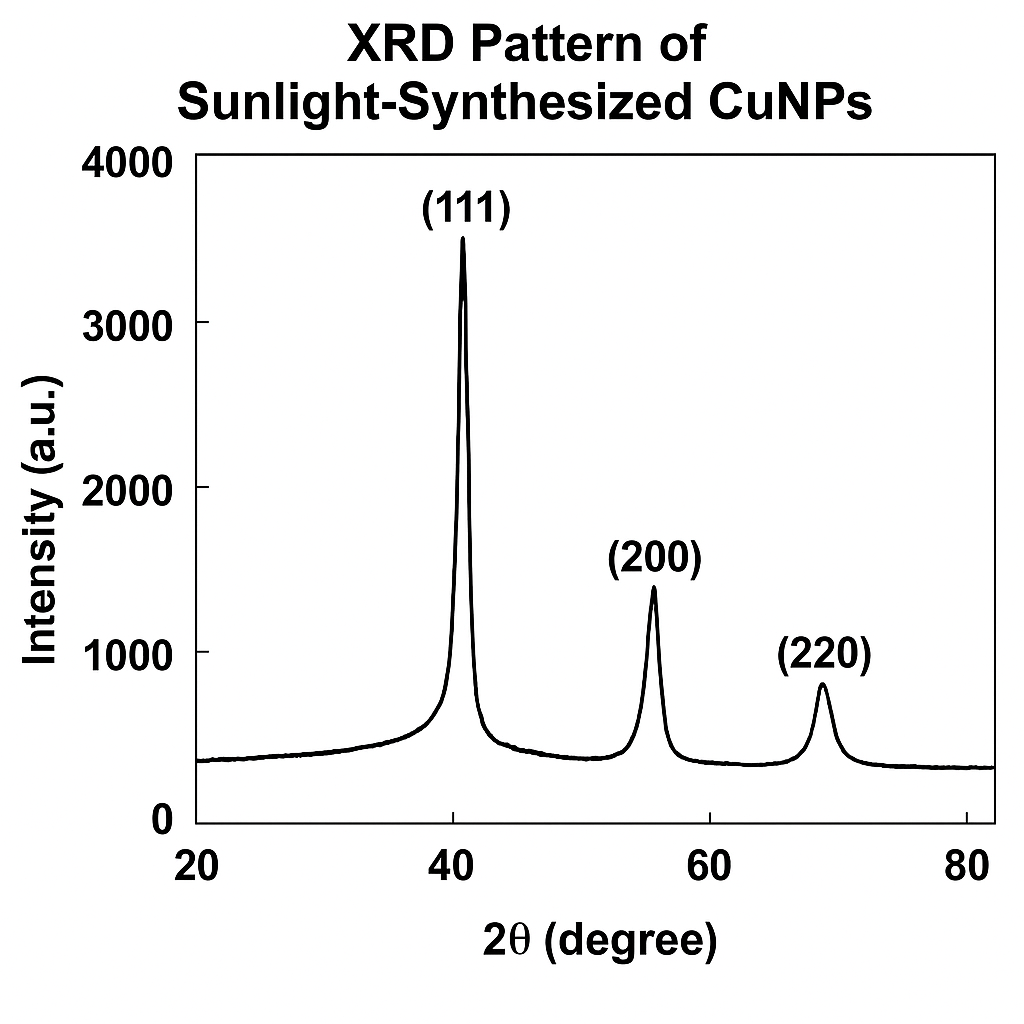 XRD Pattern of
Sunlight-Synthesized CuNPs
4000
(111)
3000
Intensity (a.u.)
2000
(200)
1000
(220)
0
20 40 60 80
2θ (degree)